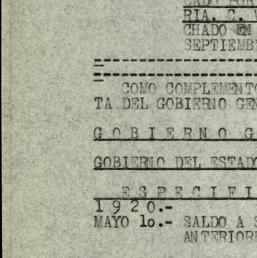 RIA. C.
CHADO EN
SEPTIEMB
COMO COMPLEMENTO
TA DEL GOBIERNO GEN
GOBIERNO G
GOBIERNO DEL ESTADO
ESPECIFI
1920.-
MAYO 1o.- SALDO A S
ANTERIOR